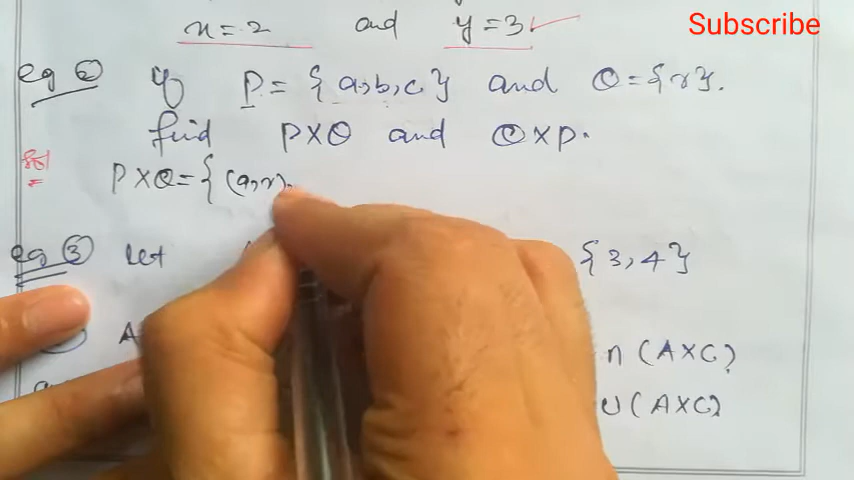 x = 2 and y = 3 ✓
Subscribe
eg ② If P = { a, b, c } and Q = { r }.
find P×Q and Q×P.
Sol
=
P×Q = { (a, r),
eg ③ Let { 3, 4 }
A ∩ (A×C)
∪ (A×C)